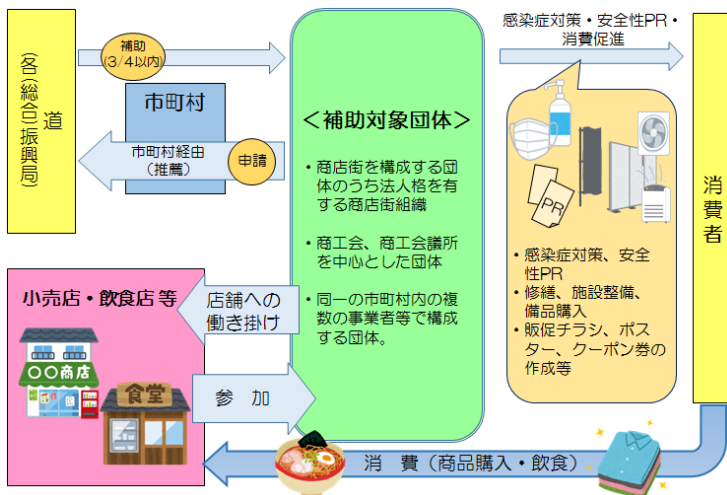 道
（各（総合）振興局）
補助
（3/4以内）
市町村
市町村経由
（推薦）
申請
＜補助対象団体＞
・商店街を構成する団
体のうち法人格を有
する商店街組織
・商工会、商工会議所
を中心とした団体
・同一の市町村内の複
数の事業者等で構成
する団体。
感染症対策・安全性PR・
消費促進
PR
・感染症対策、安全
性PR
・修繕、施設整備、
備品購入
・販促チラシ、ポス
ター、クーポン券の
作成等
消費者
小売店・飲食店 等
〇〇商店
食堂
店舗への
働き掛け
参　加
消　費（商品購入・飲食）